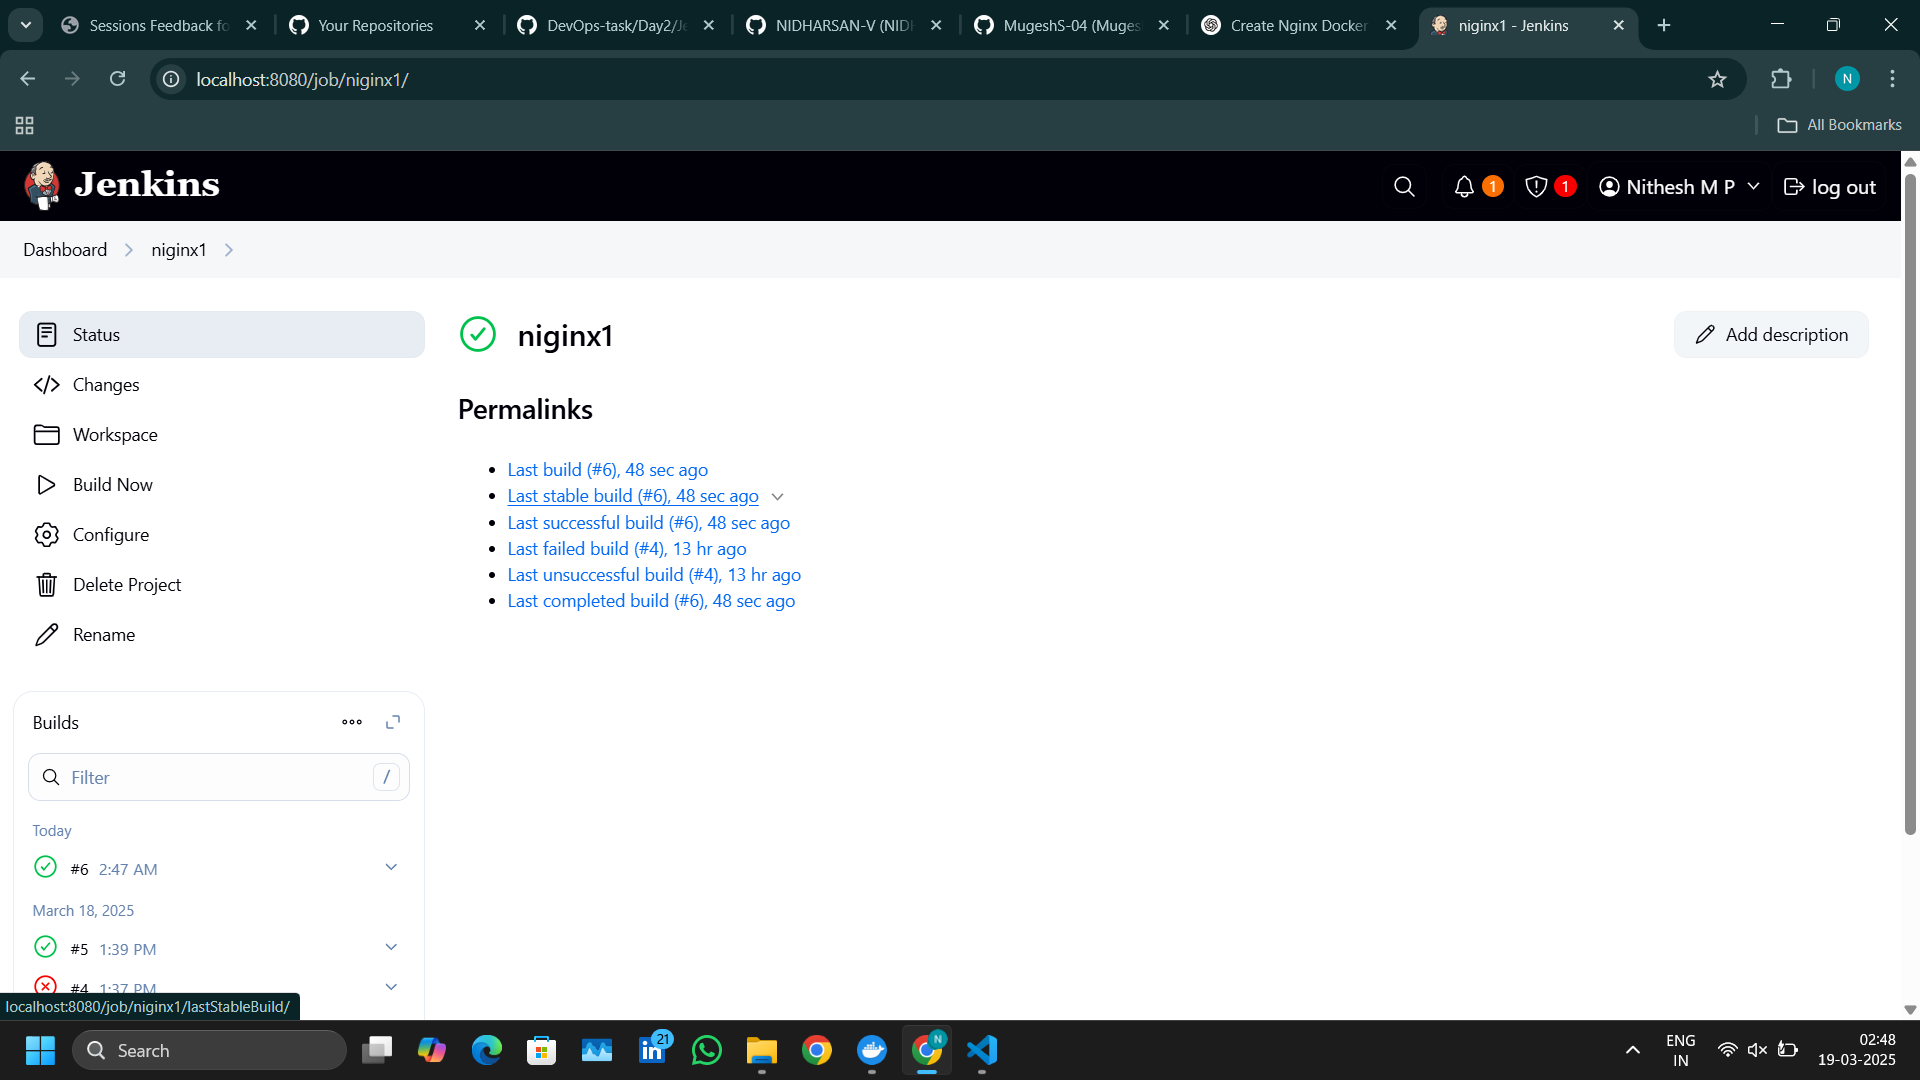 Sessions Feedback fo
Your Repositories
DevOps-task/Day2/Je
NIDHARSAN-V (NIDH
MugeshS-04 (Muges
Create Nginx Docker
niginx1 - Jenkins
localhost:8080/job/niginx1/
N
All Bookmarks
Jenkins
1
1
Nithesh M P
log out
Dashboard
niginx1
Status
Changes
Workspace
Build Now
Configure
Delete Project
Rename
niginx1
Add description
Permalinks
Last build (#6), 48 sec ago
Last stable build (#6), 48 sec ago
Last successful build (#6), 48 sec ago
Last failed build (#4), 13 hr ago
Last unsuccessful build (#4), 13 hr ago
Last completed build (#6), 48 sec ago
Builds
Filter
/
Today
#6 2:47 AM
March 18, 2025
#5 1:39 PM
#4 1:37 PM
localhost:8080/job/niginx1/lastStableBuild/
Search
21
N
ENG
IN
02:48
19-03-2025